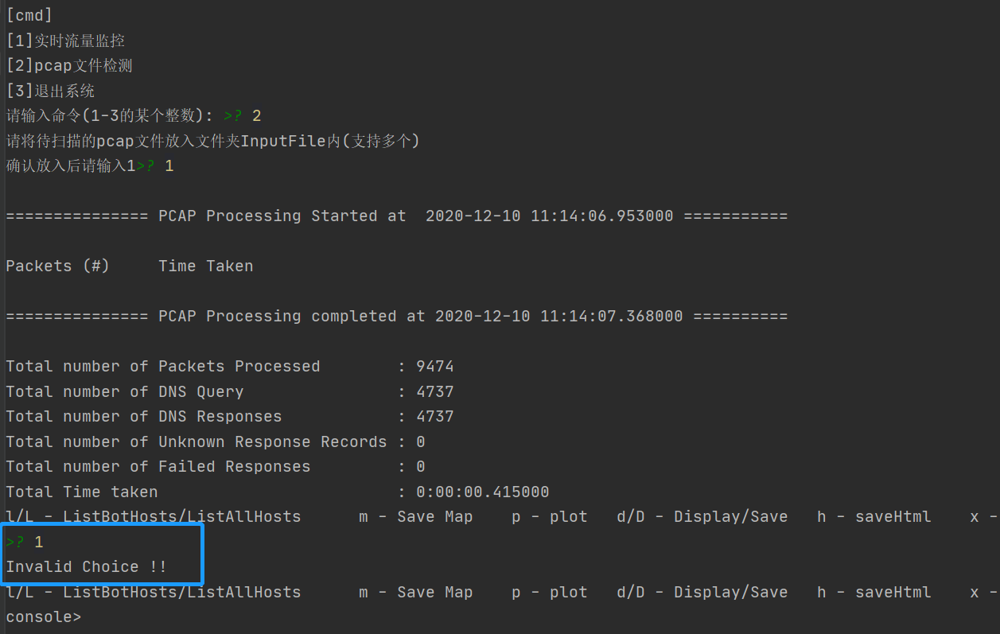 [cmd]
[1]实时流量监控
[2]pcap文件检测
[3]退出系统
请输入命令(1-3的某个整数): >? 2
请将待扫描的pcap文件放入文件夹InputFile内(支持多个)
确认放入后请输入1>? 1
=============== PCAP Processing Started at  2020-12-10 11:14:06.953000 ===========
Packets (#)     Time Taken
=============== PCAP Processing completed at 2020-12-10 11:14:07.368000 ==========
Total number of Packets Processed        : 9474
Total number of DNS Query                : 4737
Total number of DNS Responses            : 4737
Total number of Unknown Response Records : 0
Total number of Failed Responses         : 0
Total Time taken                         : 0:00:00.415000
l/L - ListBotHosts/ListAllHosts      m - Save Map    p - plot   d/D - Display/Save   h - saveHtml    x -
>? 1
Invalid Choice !!
l/L - ListBotHosts/ListAllHosts      m - Save Map    p - plot   d/D - Display/Save   h - saveHtml    x -
console>